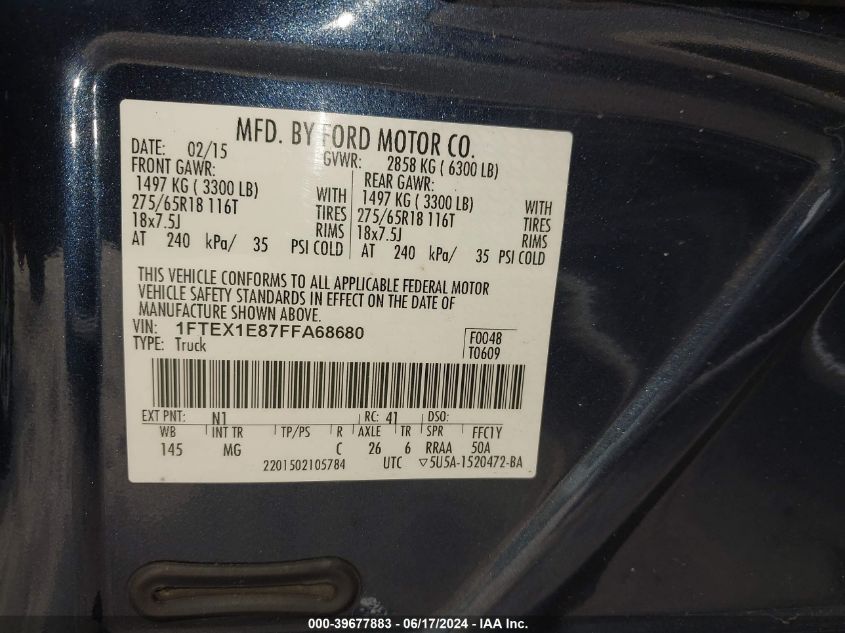 MFD. BY FORD MOTOR CO.
DATE: 02/15 GVWR: 2858 KG ( 6300 LB)
FRONT GAWR: REAR GAWR:
1497 KG ( 3300 LB) WITH 1497 KG ( 3300 LB) WITH
275/65R18 116T TIRES 275/65R18 116T TIRES
18x7.5J RIMS 18x7.5J RIMS
AT 240 kPa/ 35 PSI COLD AT 240 kPa/ 35 PSI COLD
THIS VEHICLE CONFORMS TO ALL APPLICABLE FEDERAL MOTOR
VEHICLE SAFETY STANDARDS IN EFFECT ON THE DATE OF
MANUFACTURE SHOWN ABOVE.
VIN: 1FTEX1E87FFA68680 F0048
TYPE: Truck T0609
EXT PNT: N1 RC: 41 DSO:
WB INT TR TP/PS R AXLE TR SPR FFC1Y
145 MG C 26 6 RRAA 50A
2201502105784 UTC ▽5U5A-1520472-BA
000-39677883 - 06/17/2024 - IAA Inc.